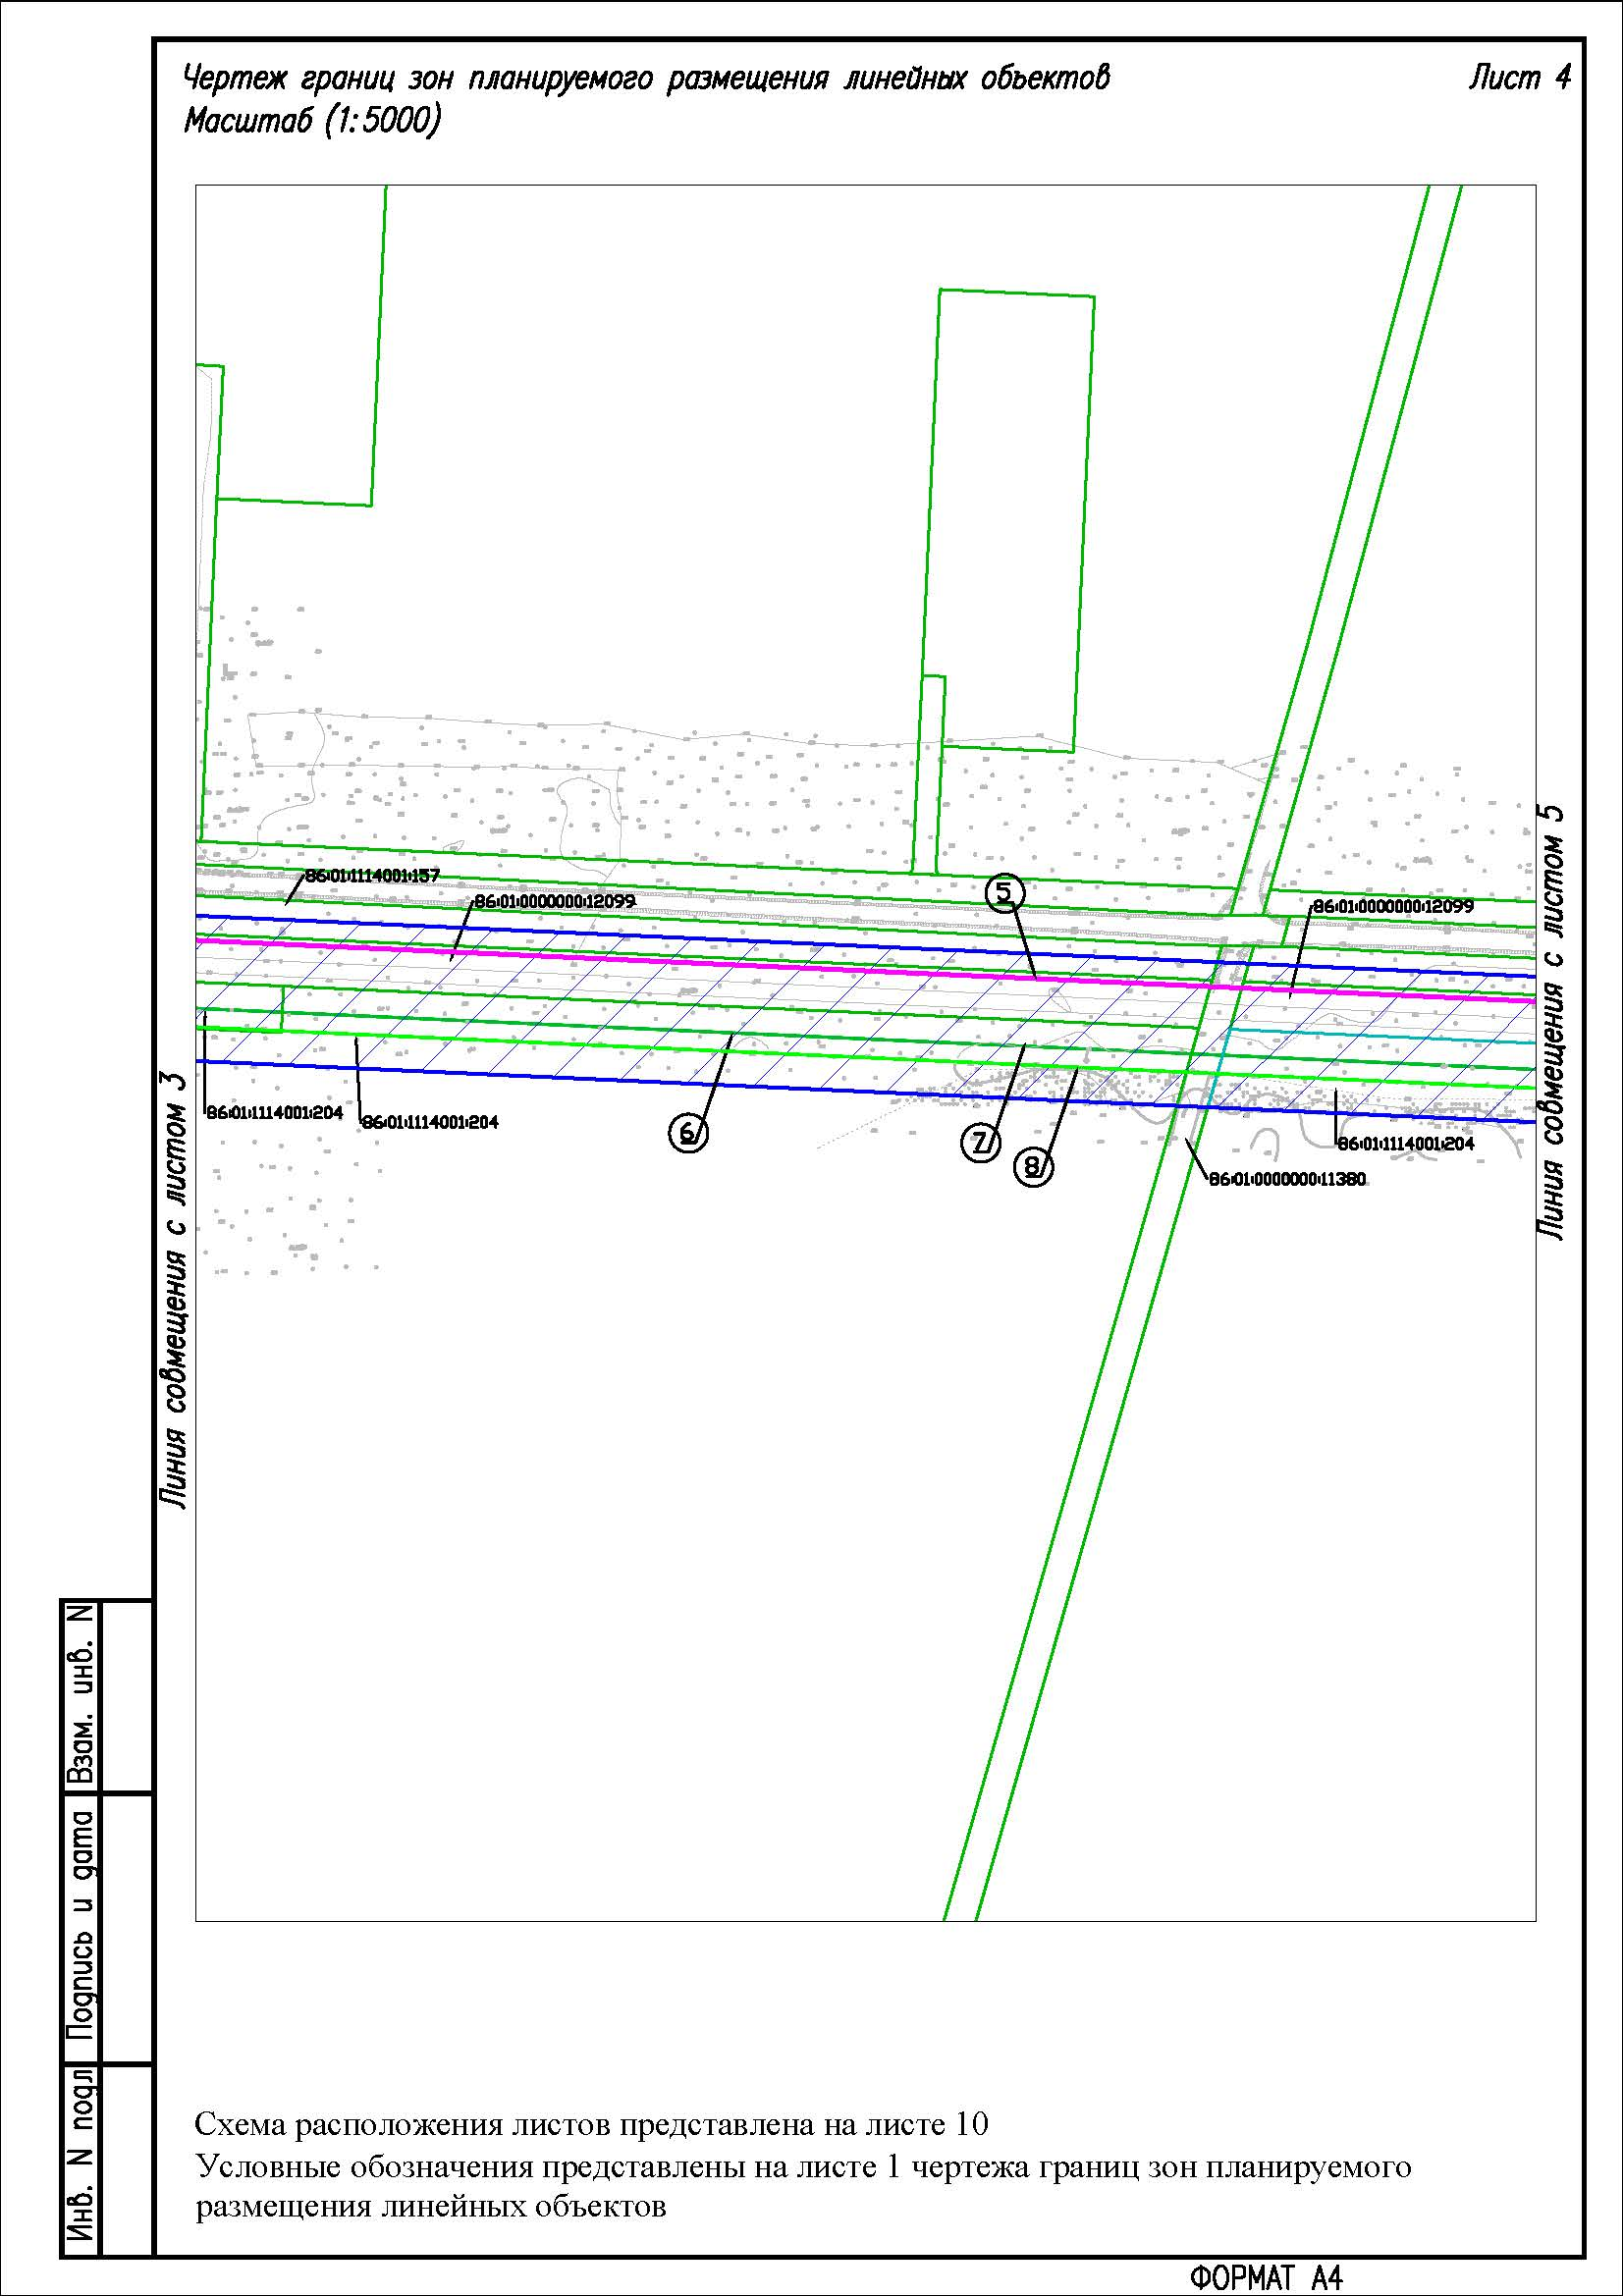 Чертеж границ зон планируемого размещения линейных объектов
Лист 4
Масштаб (1:5000)
86:01:1114001:157
86:01:0000000:12099
5
86:01:0000000:12099
86:01:1114001:204
86:01:1114001:204
6
7
8
86:01:1114001:204
86:01:0000000:11380
Линия совмещения с листом 3
Линия совмещения с листом 5
Взам. инв. N
Подпись и дата
Инв. N подл
Схема расположения листов представлена на листе 10
Условные обозначения представлены на листе 1 чертежа границ зон планируемого
размещения линейных объектов
ФОРМАТ А4